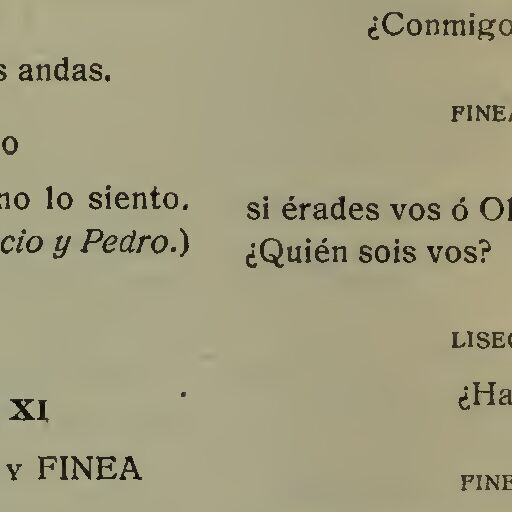 s andas.
o
no lo siento.
cio y Pedro.)
XI
y FINEA
¿Conmigo
FINEA
si érades vos ó
¿Quién sois vos?
LISEO
¿Ha
FINE